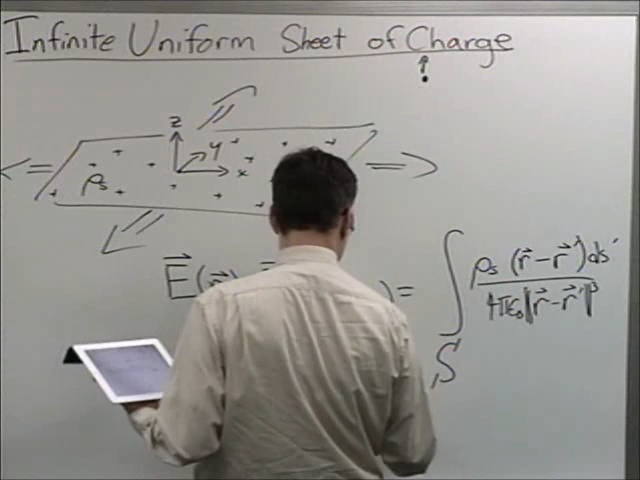 Infinite Uniform Sheet of Charge
z
y
x
ρs
E⃗(r⃗) = ) = ∫S' ρs (r⃗-r⃗')ds' / 4πε₀|r⃗-r⃗'|³